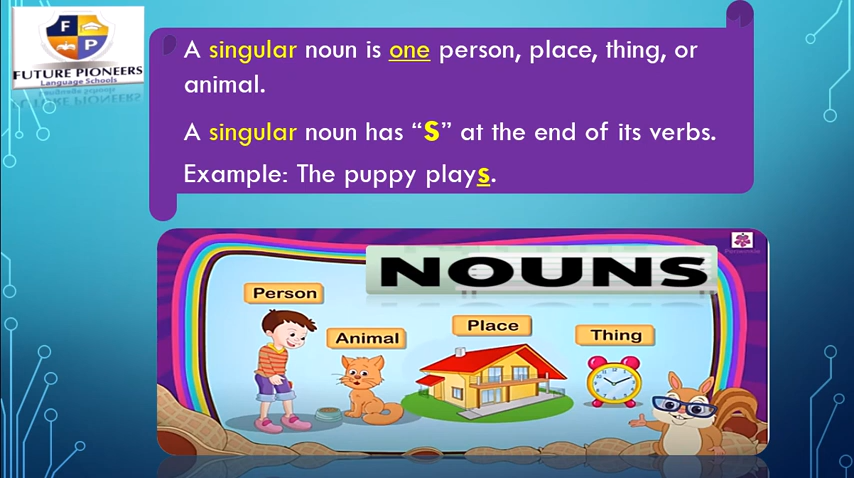 F P
FUTURE PIONEERS
Language Schools
A singular noun is one person, place, thing, or
animal.
A singular noun has “S” at the end of its verbs.
Example: The puppy plays.
NOUNS
Person
Animal
Place
Thing